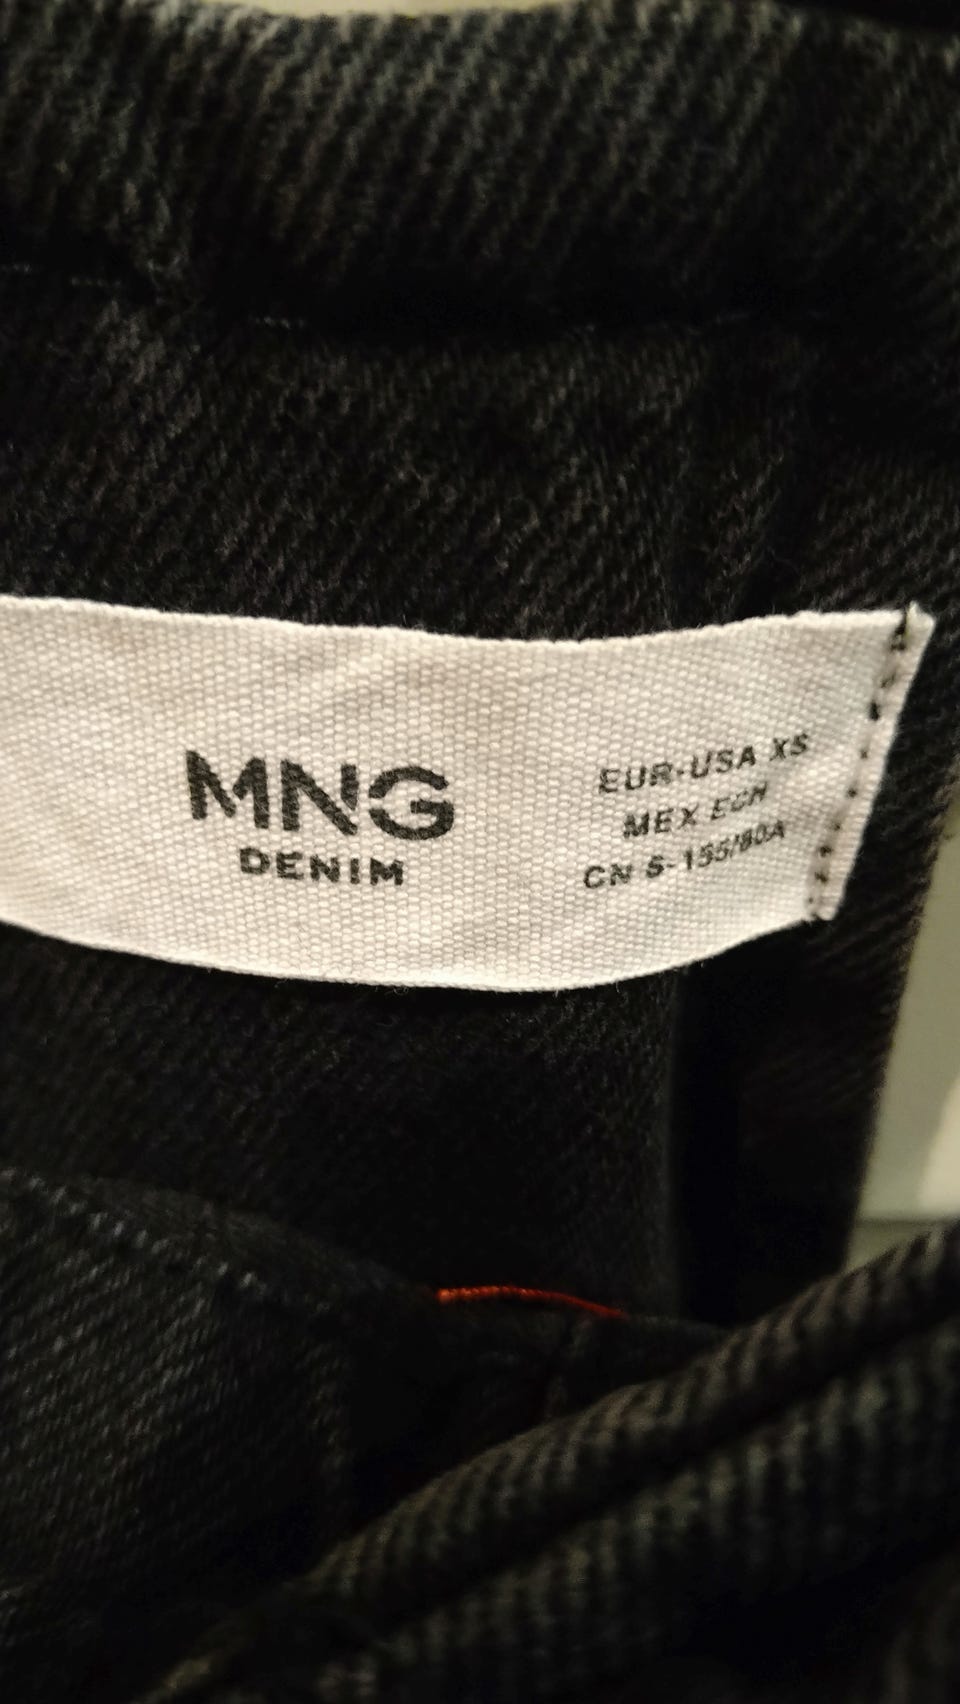 MNG
DENIM
EUR-USA XS
MEX ECH
CN S-155/80A